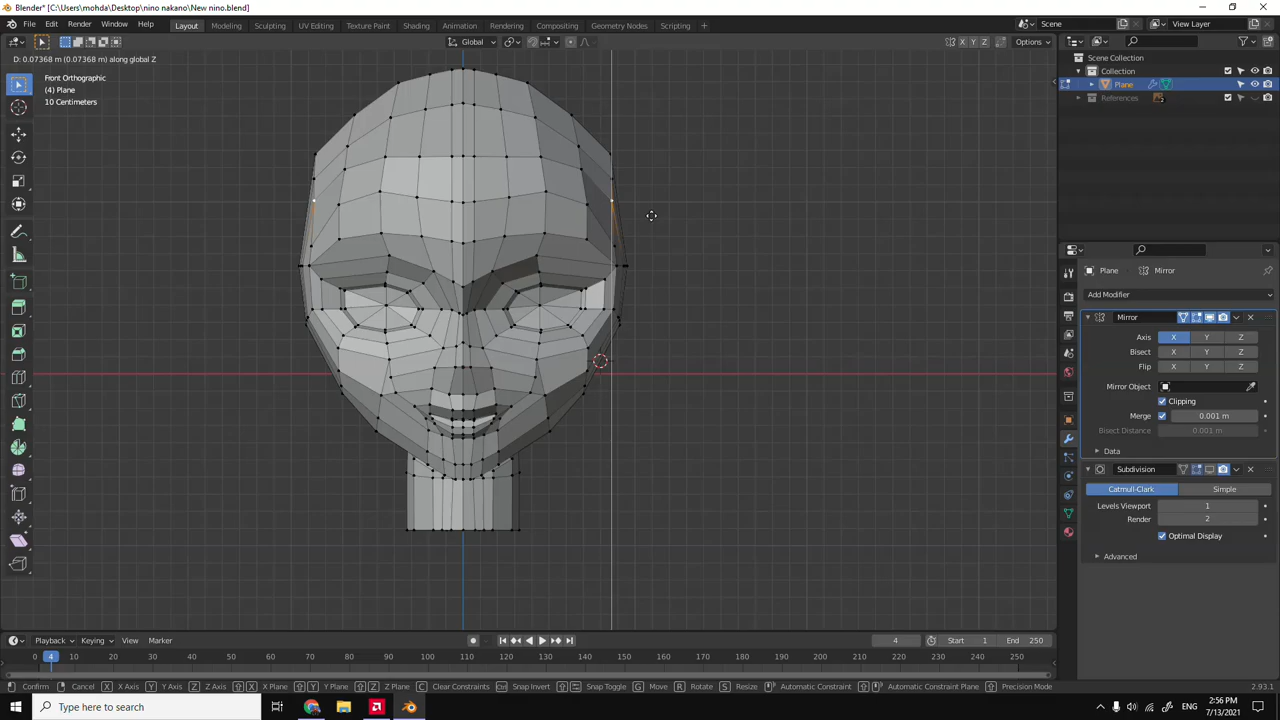 Blender* [C:\Users\mohda\Desktop\nino nakano\New nino.blend]
File Edit Render Window Help Layout Modeling Sculpting UV Editing Texture Paint Shading Animation Rendering Compositing Geometry Nodes Scripting + Scene View Layer
Global X Y Z Options
D: 0.07368 m (0.07368 m) along global Z
Front Orthographic
(4) Plane
10 Centimeters
Scene Collection
Collection
Plane
References
Plane > Mirror
Add Modifier
Mirror
Axis X Y Z
Bisect X Y Z
Flip X Y Z
Mirror Object
Clipping
Merge 0.001 m
Bisect Distance 0.001 m
Data
Subdivision
Catmull-Clark Simple
Levels Viewport 1
Render 2
Optimal Display
Advanced
Playback Keying View Marker 4 Start 1 End 250
0 4 10 20 30 40 50 60 70 80 90 100 110 120 130 140 150 160 170 180 190 200 210 220 230 240 250
Confirm Cancel X X Axis Y Y Axis Z Z Axis X X Plane Y Y Plane Z Z Plane C Clear Constraints Ctrl Snap Invert Snap Toggle G Move R Rotate S Resize Automatic Constraint Automatic Constraint Plane Precision Mode 2.93.1
Type here to search ENG 2:56 PM
7/13/2021